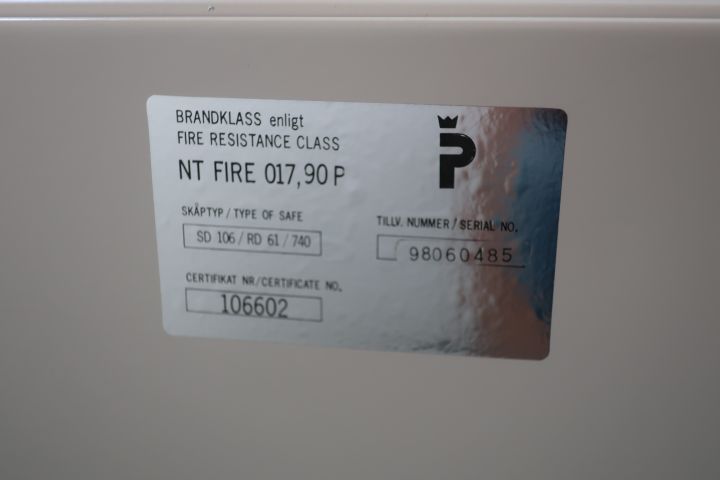 BRANDKLASS enligt
FIRE RESISTANCE CLASS
NT FIRE 017,90 P
P
SKÅPTYP / TYPE OF SAFE
SD 106 / RD 61 / 740
TILLV. NUMMER / SERIAL NO.
98060485
CERTIFIKAT NR/CERTIFICATE NO.
106602